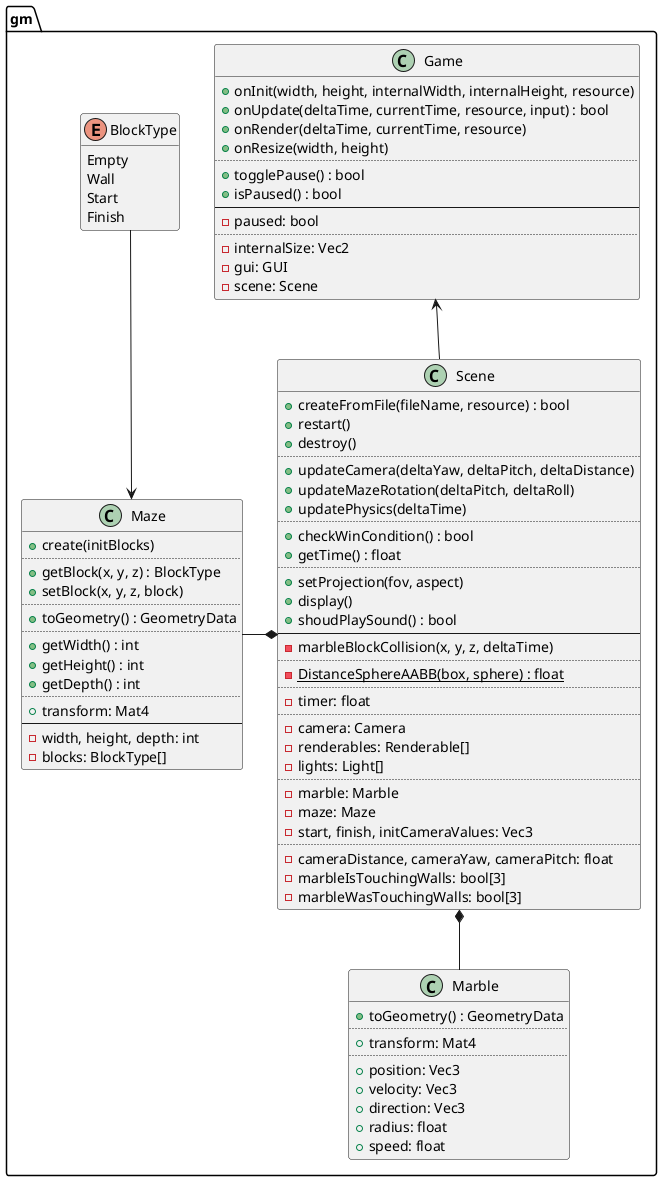 gm
C Game
onInit(width, height, internalWidth, internalHeight, resource)
onUpdate(deltaTime, currentTime, resource, input) : bool
onRender(deltaTime, currentTime, resource)
onResize(width, height)
togglePause() : bool
isPaused() : bool
paused: bool
internalSize: Vec2
gui: GUI
scene: Scene
E BlockType
Empty
Wall
Start
Finish
C Scene
createFromFile(fileName, resource) : bool
restart()
destroy()
updateCamera(deltaYaw, deltaPitch, deltaDistance)
updateMazeRotation(deltaPitch, deltaRoll)
updatePhysics(deltaTime)
checkWinCondition() : bool
getTime() : float
setProjection(fov, aspect)
display()
shoudPlaySound() : bool
marbleBlockCollision(x, y, z, deltaTime)
DistanceSphereAABB(box, sphere) : float
timer: float
camera: Camera
renderables: Renderable[]
lights: Light[]
marble: Marble
maze: Maze
start, finish, initCameraValues: Vec3
cameraDistance, cameraYaw, cameraPitch: float
marbleIsTouchingWalls: bool[3]
marbleWasTouchingWalls: bool[3]
C Maze
create(initBlocks)
getBlock(x, y, z) : BlockType
setBlock(x, y, z, block)
toGeometry() : GeometryData
getWidth() : int
getHeight() : int
getDepth() : int
transform: Mat4
width, height, depth: int
blocks: BlockType[]
C Marble
toGeometry() : GeometryData
transform: Mat4
position: Vec3
velocity: Vec3
direction: Vec3
radius: float
speed: float